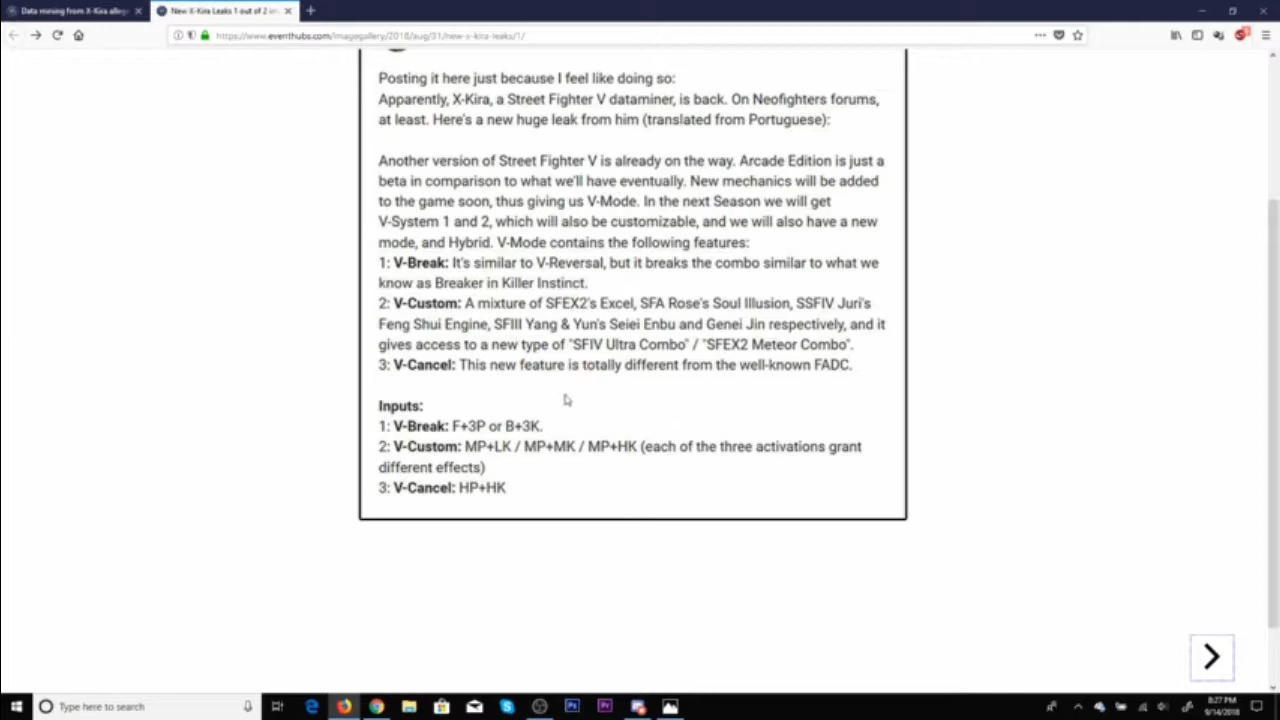 Data mining from X-Kira alleg
New X-Kira Leaks 1 out of 2 im
https://www.eventhubs.com/imagegallery/2018/aug/31/new-x-kira-leaks/1/
Posting it here just because I feel like doing so:
Apparently, X-Kira, a Street Fighter V dataminer, is back. On Neofighters forums,
at least. Here's a new huge leak from him (translated from Portuguese):
Another version of Street Fighter V is already on the way. Arcade Edition is just a
beta in comparison to what we'll have eventually. New mechanics will be added
to the game soon, thus giving us V-Mode. In the next Season we will get
V-System 1 and 2, which will also be customizable, and we will also have a new
mode, and Hybrid. V-Mode contains the following features:
1: V-Break: It's similar to V-Reversal, but it breaks the combo similar to what we
know as Breaker in Killer Instinct.
2: V-Custom: A mixture of SFEX2's Excel, SFA Rose's Soul Illusion, SSFIV Juri's
Feng Shui Engine, SFIII Yang & Yun's Seiei Enbu and Genei Jin respectively, and it
gives access to a new type of "SFIV Ultra Combo" / "SFEX2 Meteor Combo".
3: V-Cancel: This new feature is totally different from the well-known FADC.
Inputs:
1: V-Break: F+3P or B+3K.
2: V-Custom: MP+LK / MP+MK / MP+HK (each of the three activations grant
different effects)
3: V-Cancel: HP+HK
Type here to search
8:27 PM
9/14/2018